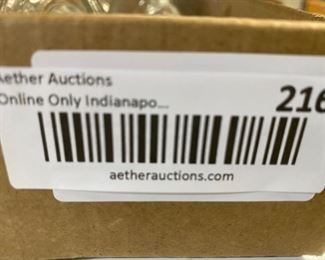 Aether Auctions
Online Only Indianapo...
216
aetherauctions.com